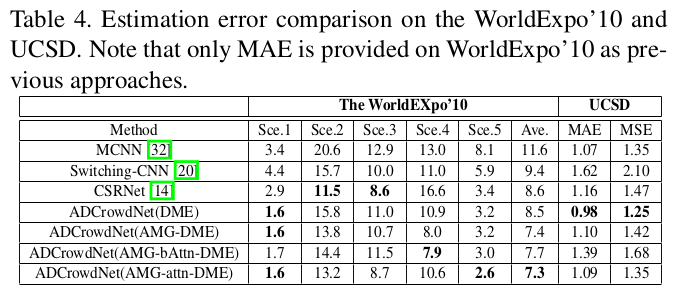 Table 4. Estimation error comparison on the WorldExpo'10 and
UCSD. Note that only MAE is provided on WorldExpo'10 as pre-
vious approaches.
The WorldEXpo'10 UCSD
Method Sce.1 Sce.2 Sce.3 Sce.4 Sce.5 Ave. MAE MSE
MCNN [32] 3.4 20.6 12.9 13.0 8.1 11.6 1.07 1.35
Switching-CNN [20] 4.4 15.7 10.0 11.0 5.9 9.4 1.62 2.10
CSRNet [14] 2.9 11.5 8.6 16.6 3.4 8.6 1.16 1.47
ADCrowdNet(DME) 1.6 15.8 11.0 10.9 3.2 8.5 0.98 1.25
ADCrowdNet(AMG-DME) 1.6 13.8 10.7 8.0 3.2 7.4 1.10 1.42
ADCrowdNet(AMG-bAttn-DME) 1.7 14.4 11.5 7.9 3.0 7.7 1.39 1.68
ADCrowdNet(AMG-attn-DME) 1.6 13.2 8.7 10.6 2.6 7.3 1.09 1.35